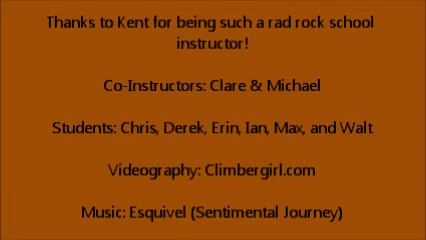 Thanks to Kent for being such a rad rock school
instructor!
Co-Instructors: Clare & Michael
Students: Chris, Derek, Erin, Ian, Max, and Walt
Videography: Climbergirl.com
Music: Esquivel (Sentimental Journey)